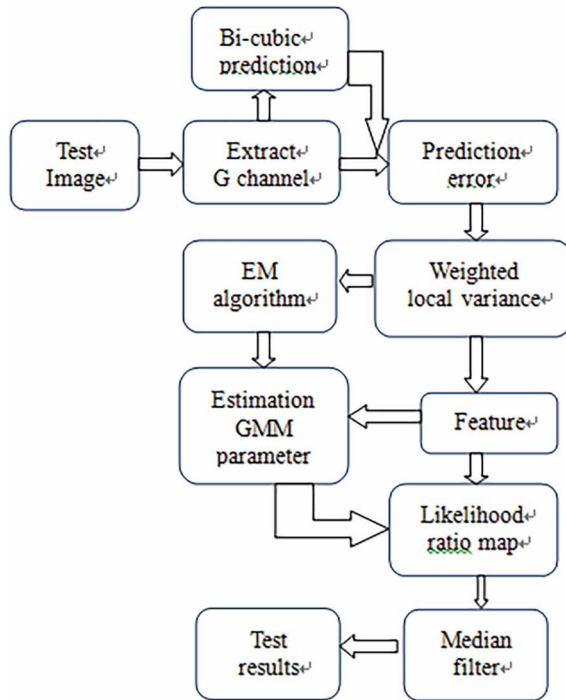 Bi-cubic↵
prediction↵
Test↵
Image↵
Extract↵
G channel↵
Prediction↵
error↵
EM
algorithm↵
Weighted↵
local variance↵
Estimation
GMM
parameter
Feature↵
Likelihood↵
ratio map↵
Test
results↵
Median
filter↵